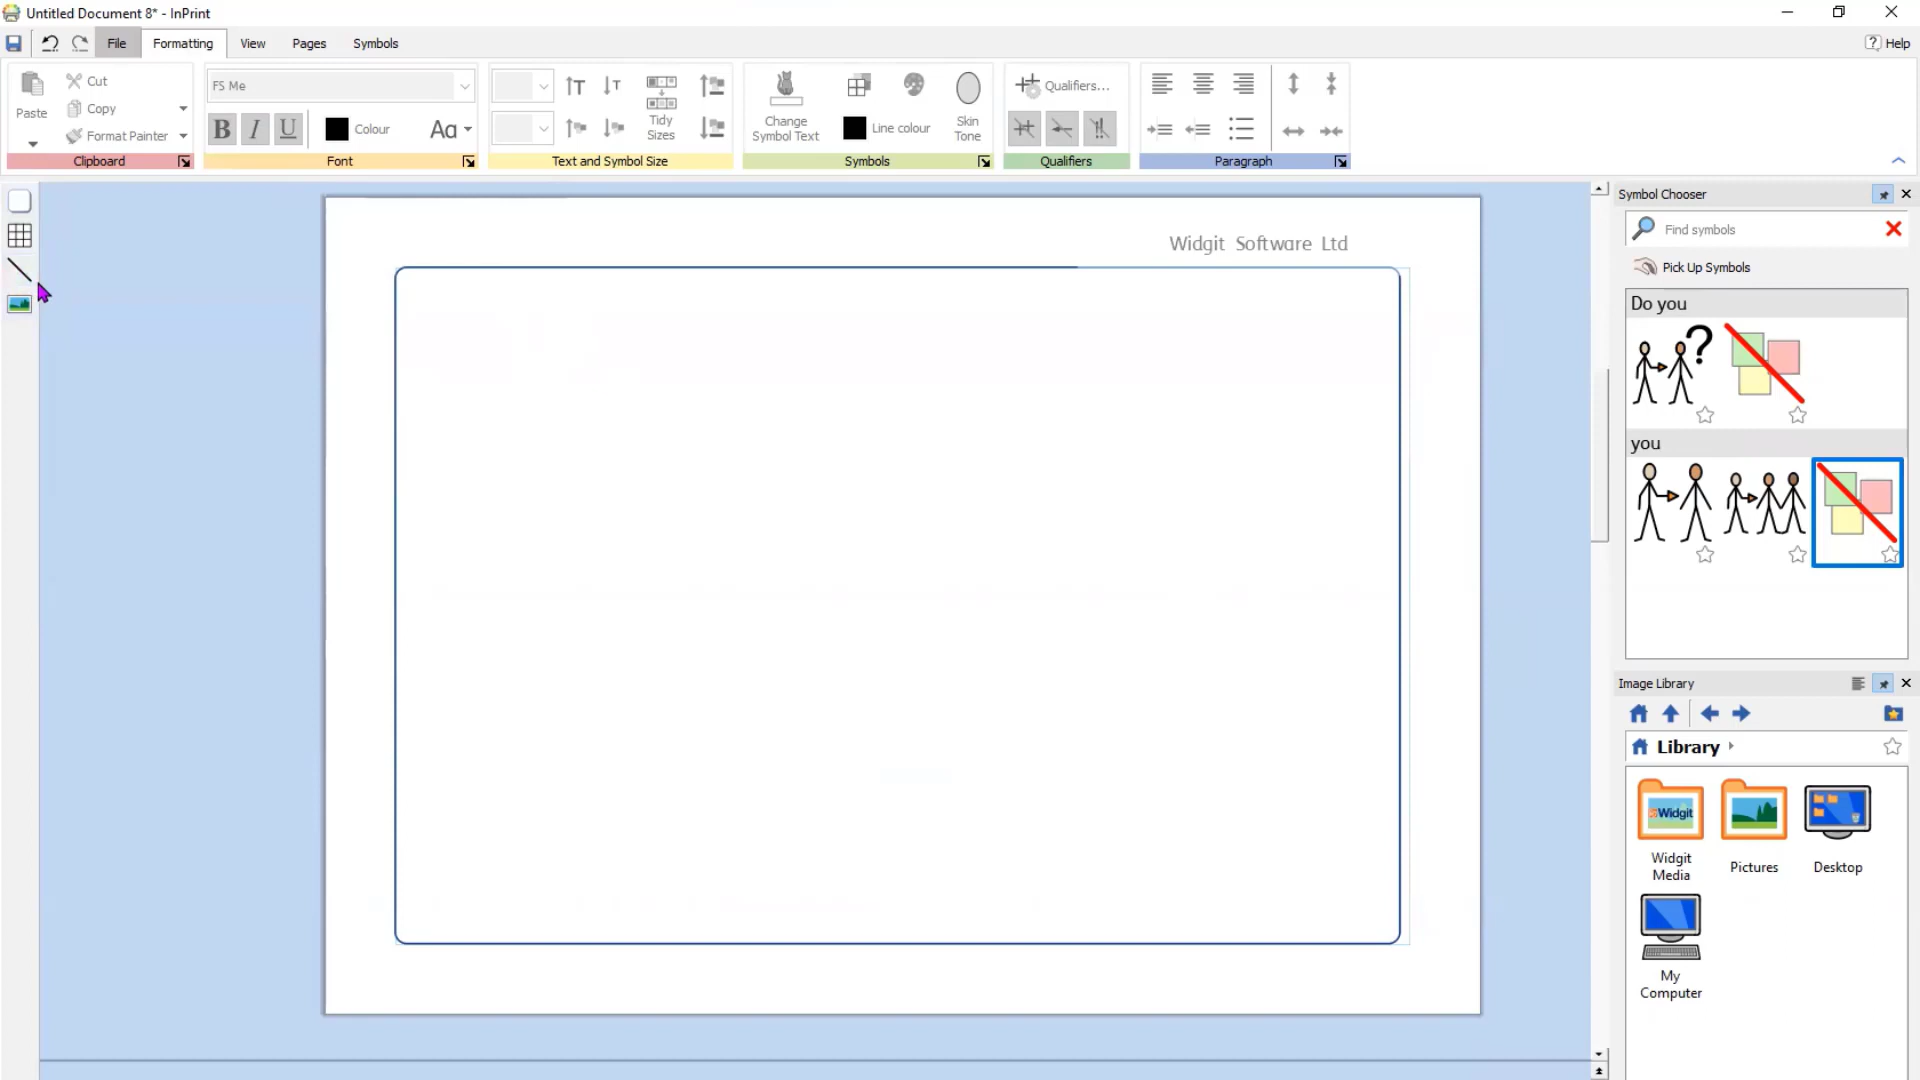 Untitled Document 8* - InPrint
File Formatting View Pages Symbols Help
Paste
Cut
Copy
Format Painter
Clipboard
FS Me
B I U Colour Aa
Font
Tidy
Sizes
Text and Symbol Size
Change
Symbol Text
Line colour
Skin
Tone
Symbols
Qualifiers...
Qualifiers
Paragraph
Widgit Software Ltd
Symbol Chooser
Find symbols
Pick Up Symbols
Do you
?
you
Image Library
Library
Widgit
Widgit
Media
Pictures
Desktop
My
Computer